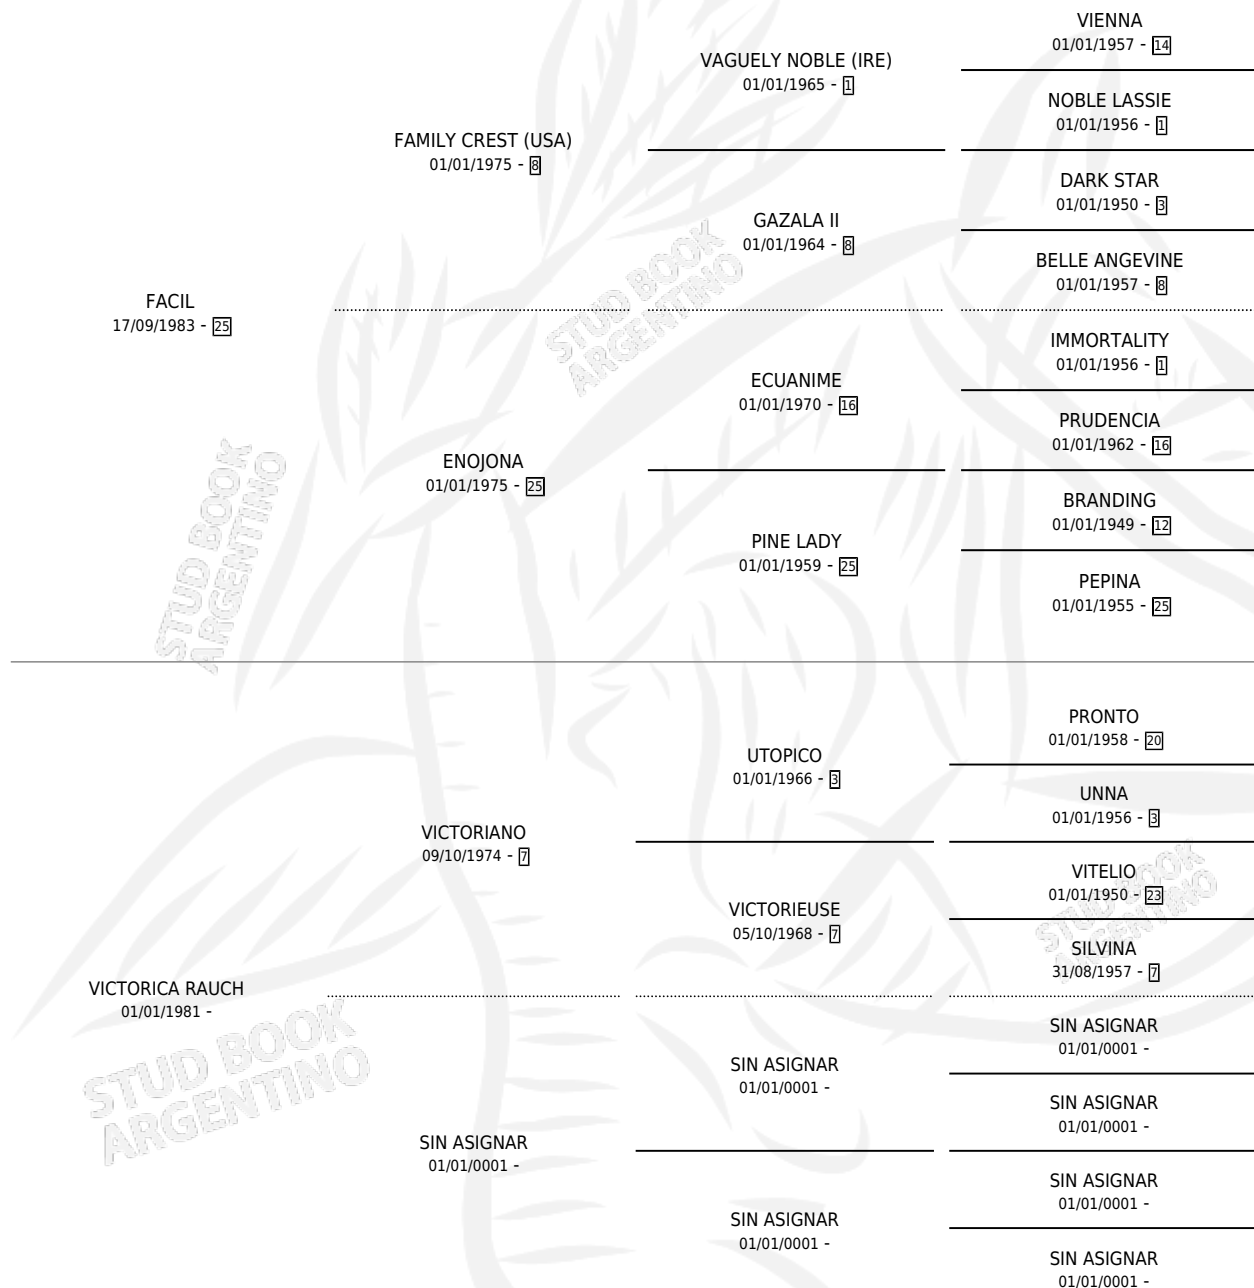 VIENNA
01/01/1957 - 14
VAGUELY NOBLE (IRE)
01/01/1965 - 1
NOBLE LASSIE
01/01/1956 - 1
FAMILY CREST (USA)
01/01/1975 - 8
DARK STAR
01/01/1950 - 3
GAZALA II
01/01/1964 - 8
BELLE ANGEVINE
01/01/1957 - 8
FACIL
17/09/1983 - 25
IMMORTALITY
01/01/1956 - 1
ECUANIME
01/01/1970 - 16
PRUDENCIA
01/01/1962 - 16
ENOJONA
01/01/1975 - 25
BRANDING
01/01/1949 - 12
PINE LADY
01/01/1959 - 25
PEPINA
01/01/1955 - 25
STUD BOOK
ARGENTINO
STUD BOOK
ARGENTINO
PRONTO
01/01/1958 - 20
UTOPICO
01/01/1966 - 3
UNNA
01/01/1956 - 3
VICTORIANO
09/10/1974 - 7
VITELIO
01/01/1950 - 23
VICTORIEUSE
05/10/1968 - 7
SILVINA
31/08/1957 - 7
STUD BOOK
ARGENTINO
VICTORICA RAUCH
01/01/1981 -
SIN ASIGNAR
01/01/0001 -
SIN ASIGNAR
01/01/0001 -
SIN ASIGNAR
01/01/0001 -
SIN ASIGNAR
01/01/0001 -
SIN ASIGNAR
01/01/0001 -
SIN ASIGNAR
01/01/0001 -
SIN ASIGNAR
01/01/0001 -
STUD BOOK
ARGENTINO